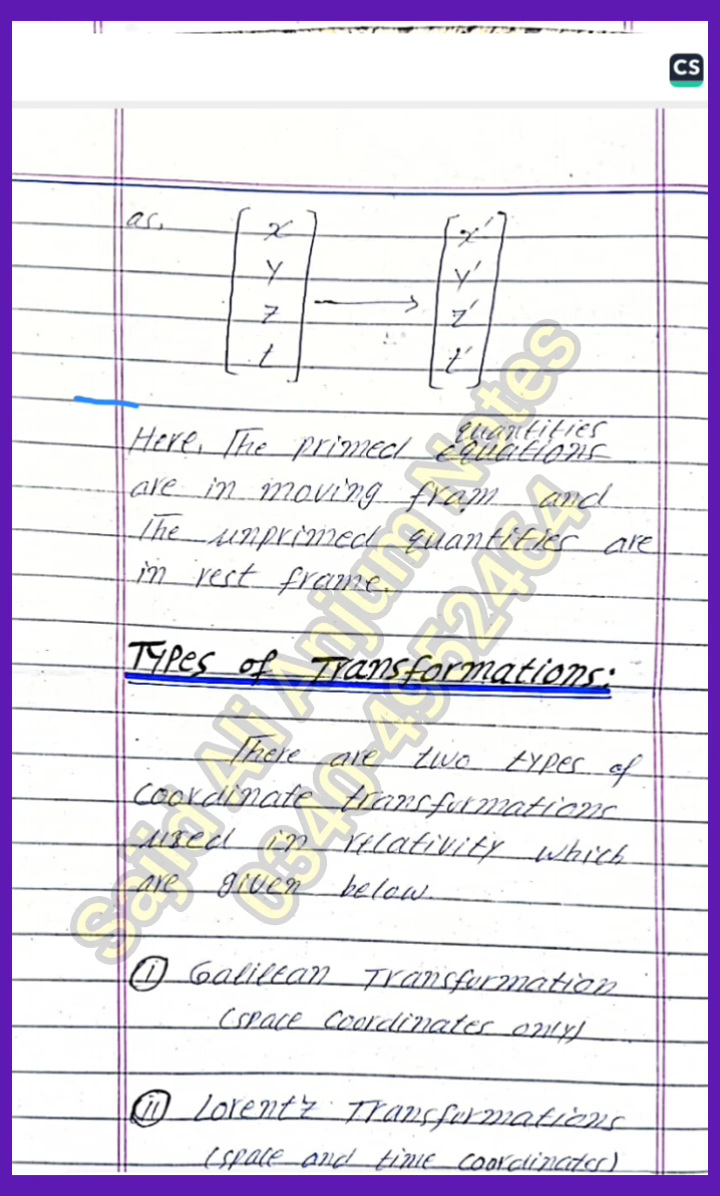 CS
as,
[x y z t] → [x' y' z' t']
quantities
Here, The primed equations
are in moving fram and
The unprimed quantities are
in rest frame.
Types of Transformations:
There are two types of
coordinate transformations
used in relativity which
are given below.
(i) Galilean Transformation
(space coordinates only)
(ii) Lorentz Transformations
(space and time coordinates)
Sajid Ali Anjum Notes
0340-4952464